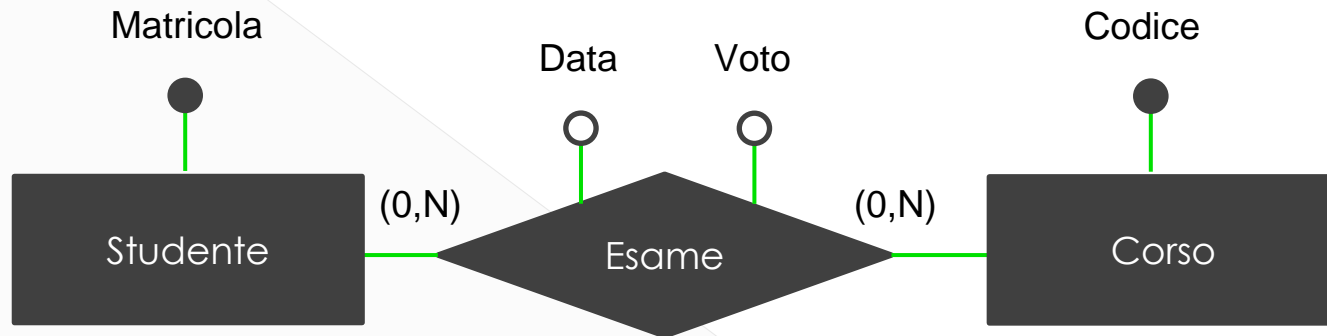 Matricola
Codice
Data
Voto
(0,N)
(0,N)
Studente
Esame
Corso